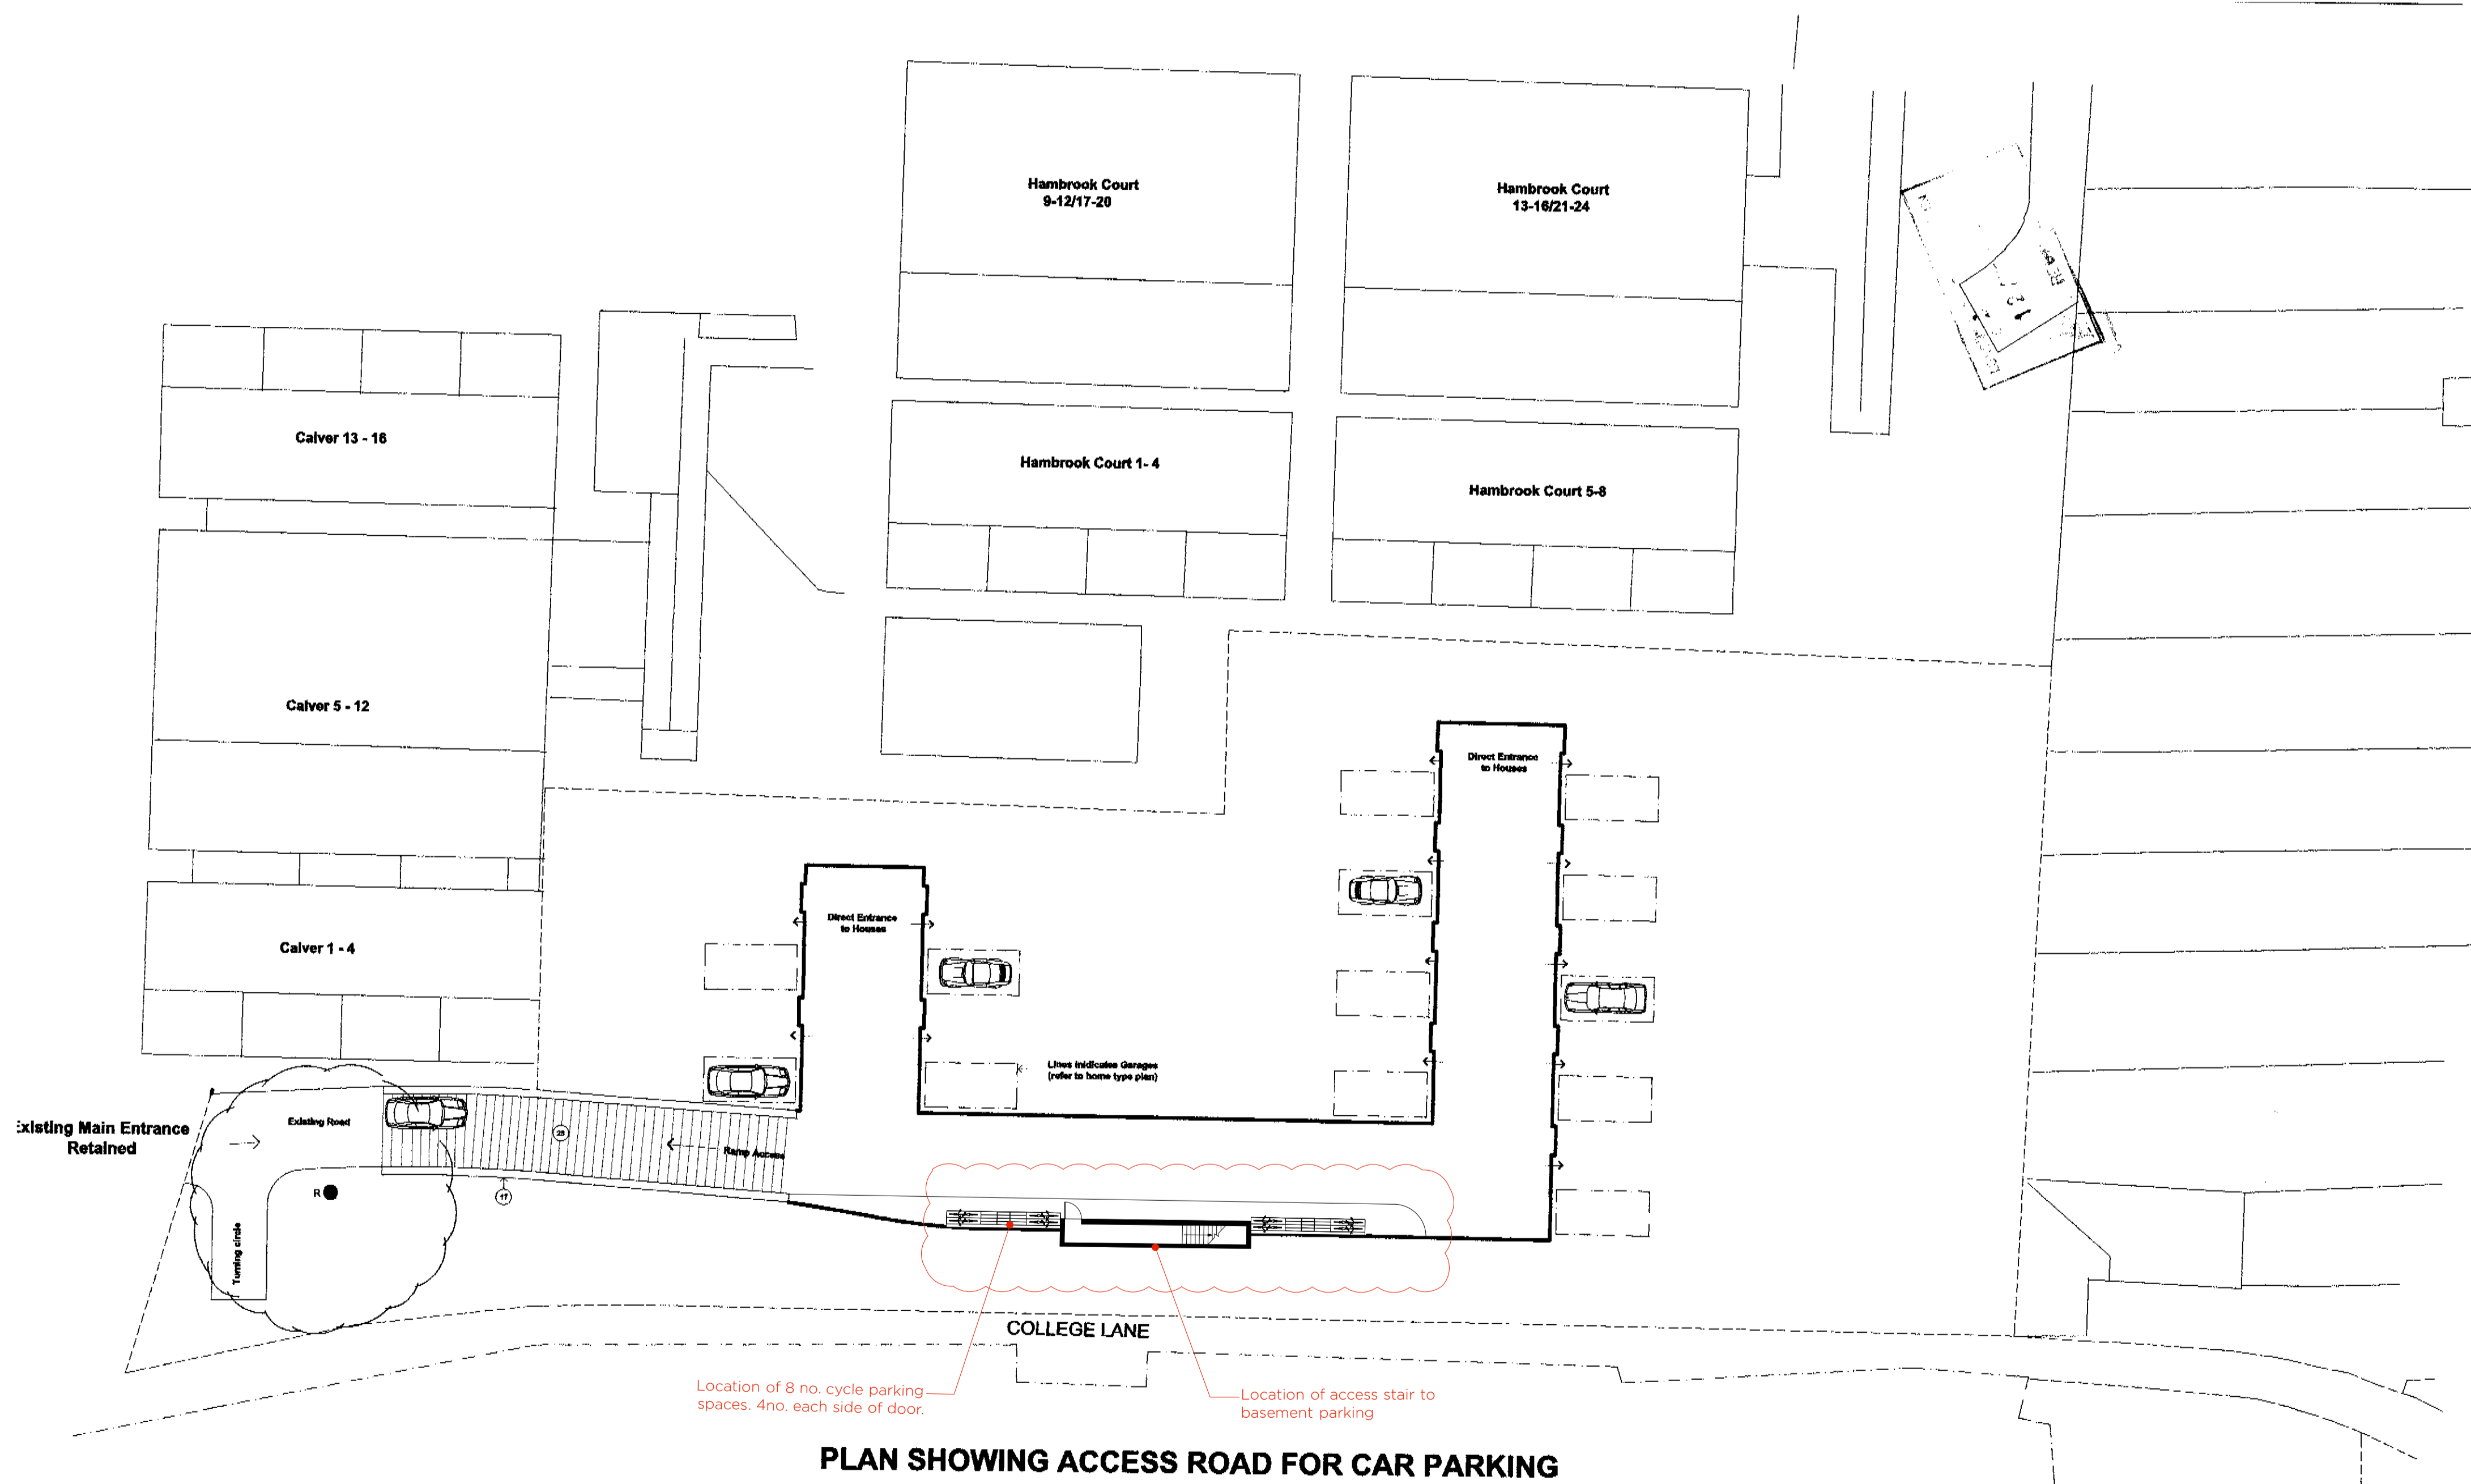 Hambrook Court
9-12/17-20
Hambrook Court
13-16/21-24
Calver 13 - 16
Hambrook Court 1- 4
Hambrook Court 5-8
Calver 5 - 12
Direct Entrance
to Houses
Direct Entrance
to Houses
Calver 1 - 4
Lines inidicates Garages
(refer to home type plan)
Existing Main Entrance
Retained
Existing Road
Ramp Access
R
17
Turning circle
COLLEGE LANE
Location of 8 no. cycle parking
spaces. 4no. each side of door.
Location of access stair to
basement parking
PLAN SHOWING ACCESS ROAD FOR CAR PARKING